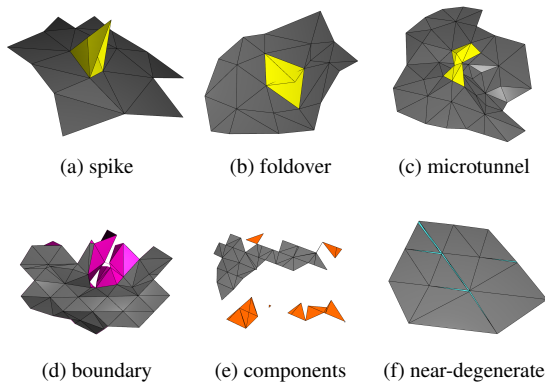 (a) spike
(b) foldover
(c) microtunnel
(d) boundary
(e) components
(f) near-degenerate